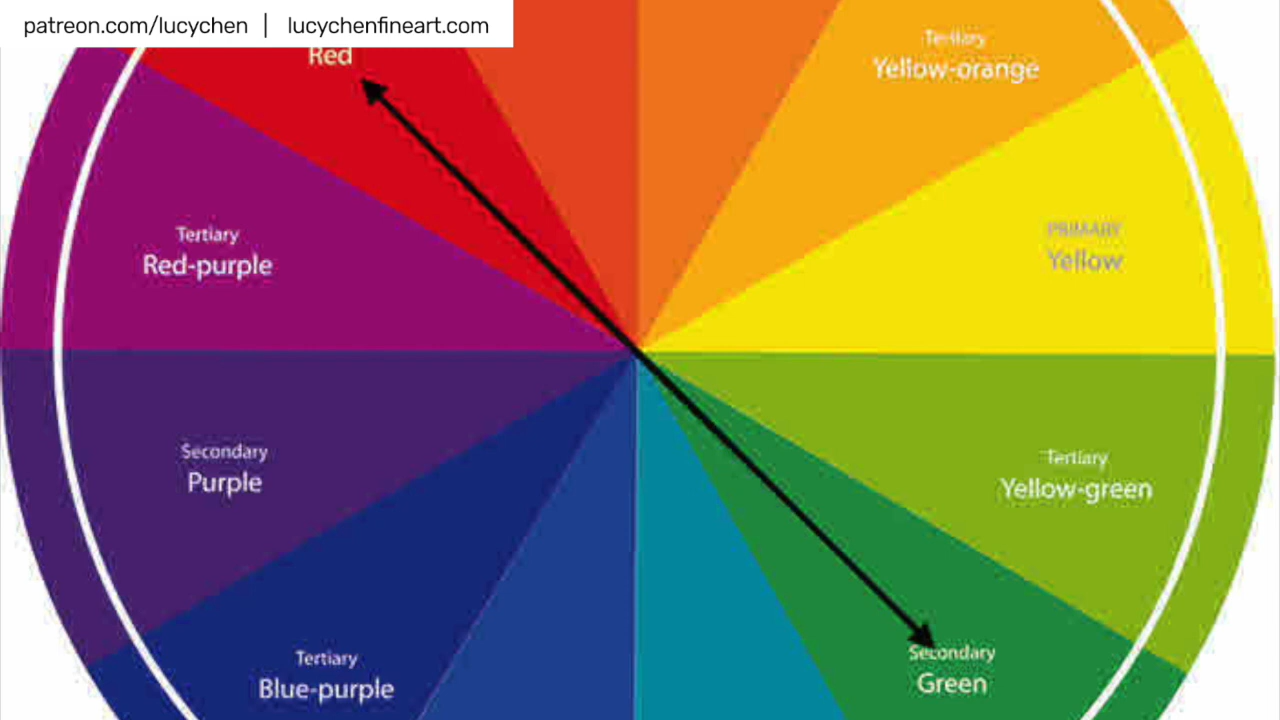 patreon.com/lucychen | lucychenfineart.com
Red
Tertiary
Yellow-orange
Tertiary
Red-purple
PRIMARY
Yellow
Secondary
Purple
Tertiary
Yellow-green
Tertiary
Blue-purple
Secondary
Green